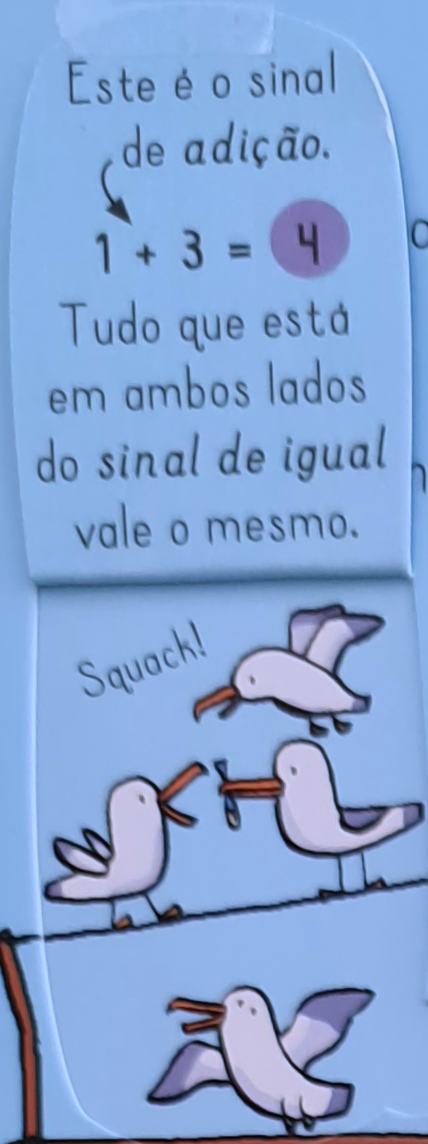 Este é o sinal
de adição.
1 + 3 = 4
Tudo que está
em ambos lados
do sinal de igual
vale o mesmo.
Squack!